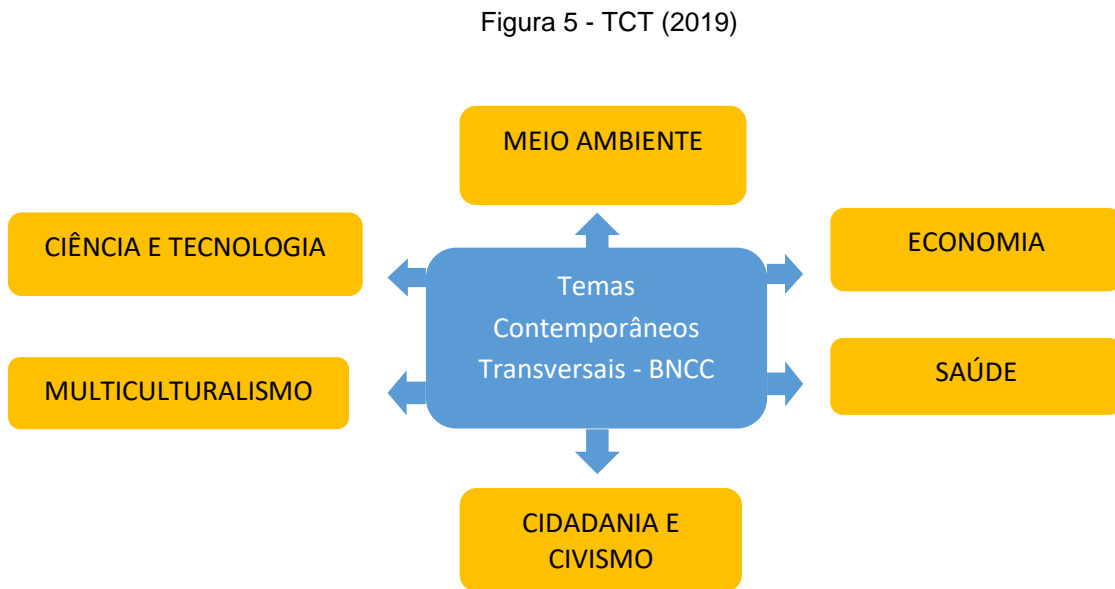 Figura 5 - TCT (2019)
MEIO AMBIENTE
CIÊNCIA E TECNOLOGIA
ECONOMIA
Temas
Contemporâneos
Transversais - BNCC
MULTICULTURALISMO
SAÚDE
CIDADANIA E
CIVISMO